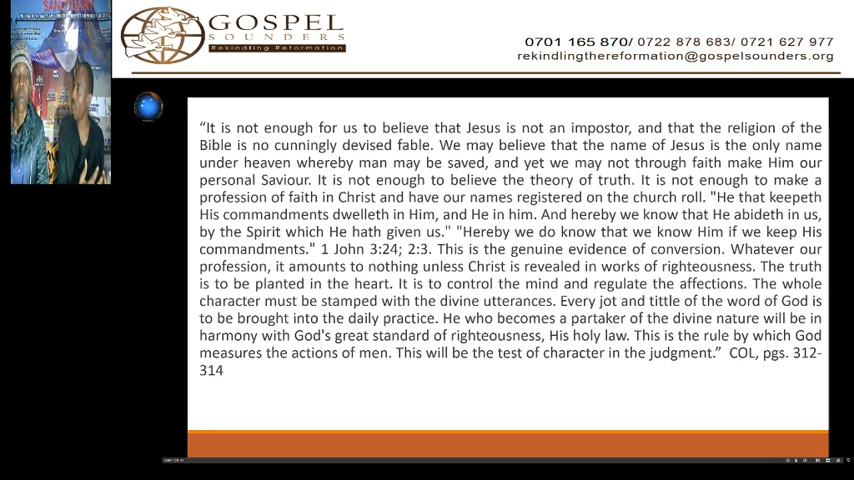 SANCTUARY
GOSPEL
SOUNDERS
Rekindling Reformation
0701 165 870/ 0722 878 683/ 0721 627 977
rekindlingthereformation@gospelsounders.org
“It is not enough for us to believe that Jesus is not an impostor, and that the religion of the
Bible is no cunningly devised fable. We may believe that the name of Jesus is the only name
under heaven whereby man may be saved, and yet we may not through faith make Him our
personal Saviour. It is not enough to believe the theory of truth. It is not enough to make a
profession of faith in Christ and have our names registered on the church roll. "He that keepeth
His commandments dwelleth in Him, and He in him. And hereby we know that He abideth in us,
by the Spirit which He hath given us." "Hereby we do know that we know Him if we keep His
commandments." 1 John 3:24; 2:3. This is the genuine evidence of conversion. Whatever our
profession, it amounts to nothing unless Christ is revealed in works of righteousness. The truth
is to be planted in the heart. It is to control the mind and regulate the affections. The whole
character must be stamped with the divine utterances. Every jot and tittle of the word of God is
to be brought into the daily practice. He who becomes a partaker of the divine nature will be in
harmony with God's great standard of righteousness, His holy law. This is the rule by which God
measures the actions of men. This will be the test of character in the judgment.” COL, pgs. 312-
314